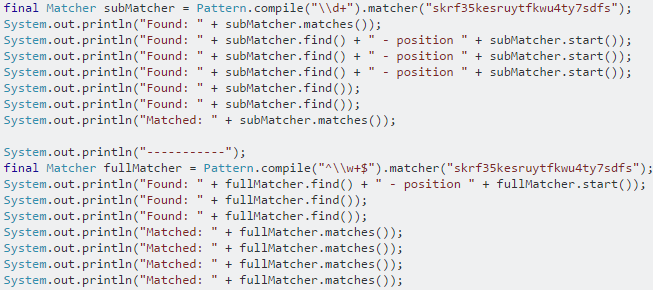 final Matcher subMatcher = Pattern.compile("\\d+").matcher("skrf35kesruytfkwu4ty7sdfs");
System.out.println("Found: " + subMatcher.matches());
System.out.println("Found: " + subMatcher.find() + " - position " + subMatcher.start());
System.out.println("Found: " + subMatcher.find() + " - position " + subMatcher.start());
System.out.println("Found: " + subMatcher.find() + " - position " + subMatcher.start());
System.out.println("Found: " + subMatcher.find());
System.out.println("Found: " + subMatcher.find());
System.out.println("Matched: " + subMatcher.matches());
System.out.println("-----------");
final Matcher fullMatcher = Pattern.compile("^\\w+$").matcher("skrf35kesruytfkwu4ty7sdfs");
System.out.println("Found: " + fullMatcher.find() + " - position " + fullMatcher.start());
System.out.println("Found: " + fullMatcher.find());
System.out.println("Found: " + fullMatcher.find());
System.out.println("Matched: " + fullMatcher.matches());
System.out.println("Matched: " + fullMatcher.matches());
System.out.println("Matched: " + fullMatcher.matches());
System.out.println("Matched: " + fullMatcher.matches());